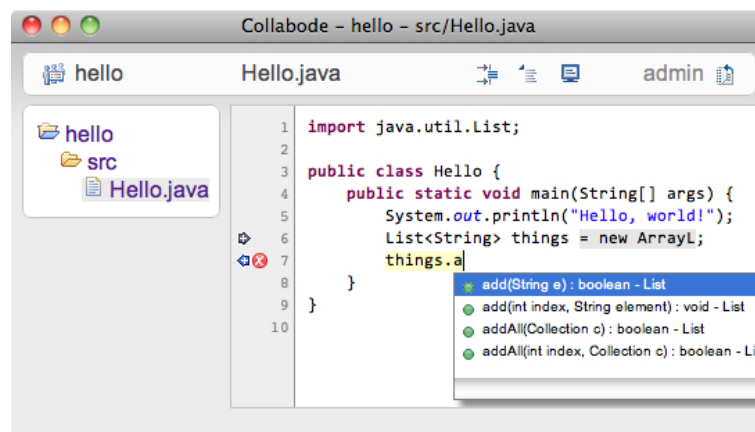 Collabode – hello – src/Hello.java
hello
Hello.java
admin
hello
src
Hello.java
1 import java.util.List;
2
3 public class Hello {
4 public static void main(String[] args) {
5 System.out.println("Hello, world!");
6 List<String> things = new ArrayL;
7 things.a
8 }
9 }
10
add(String e) : boolean - List
add(int index, String element) : void - List
addAll(Collection c) : boolean - List
addAll(int index, Collection c) : boolean - Li